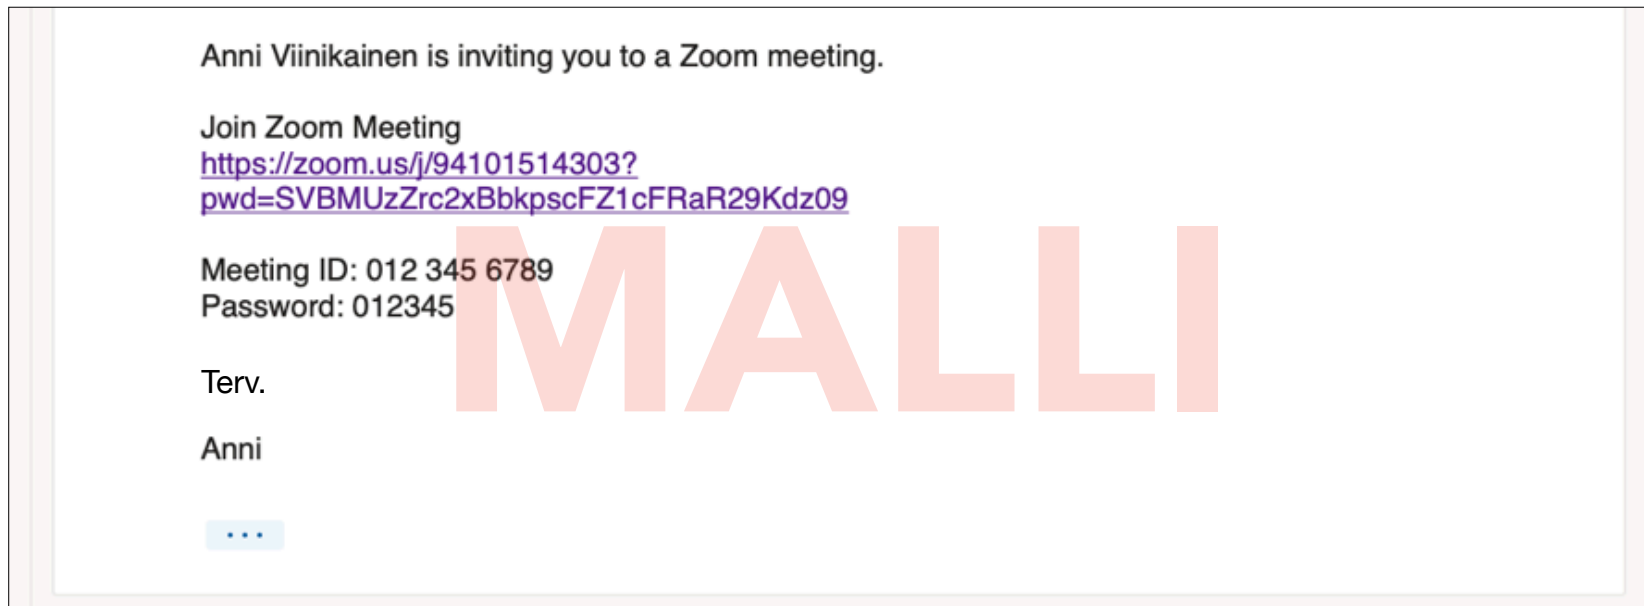 Anni Viinikainen is inviting you to a Zoom meeting.
Join Zoom Meeting
https://zoom.us/j/94101514303?
pwd=SVBMUzZrc2xBbkpscFZ1cFRaR29Kdz09
Meeting ID: 012 345 6789
Password: 012345
MALLI
Terv.
Anni